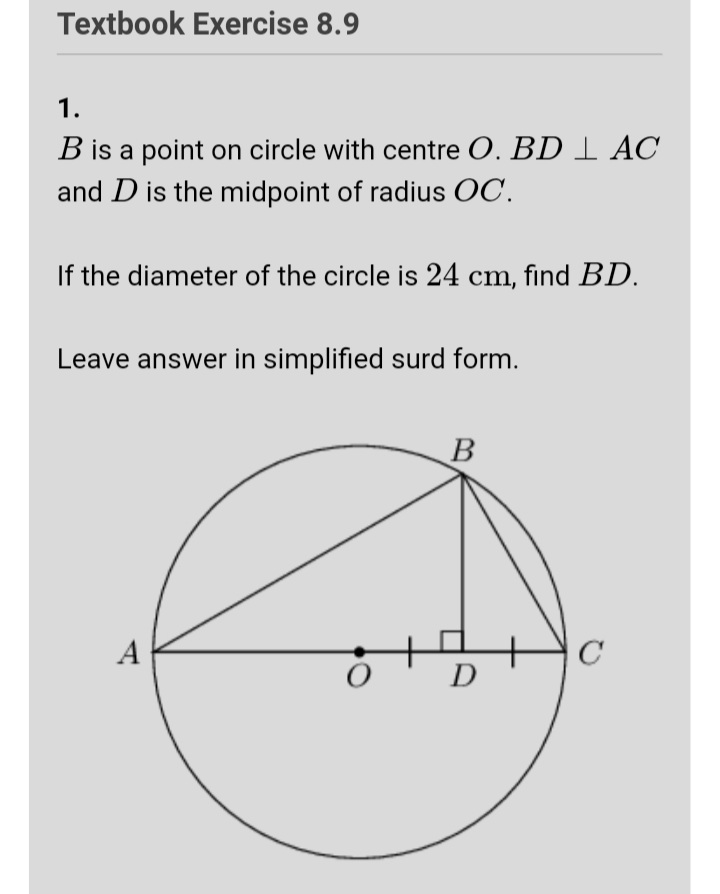 Textbook Exercise 8.9
1.
B is a point on circle with centre O. BD ⊥ AC
and D is the midpoint of radius OC.
If the diameter of the circle is 24 cm, find BD.
Leave answer in simplified surd form.
B
A
O
D
C